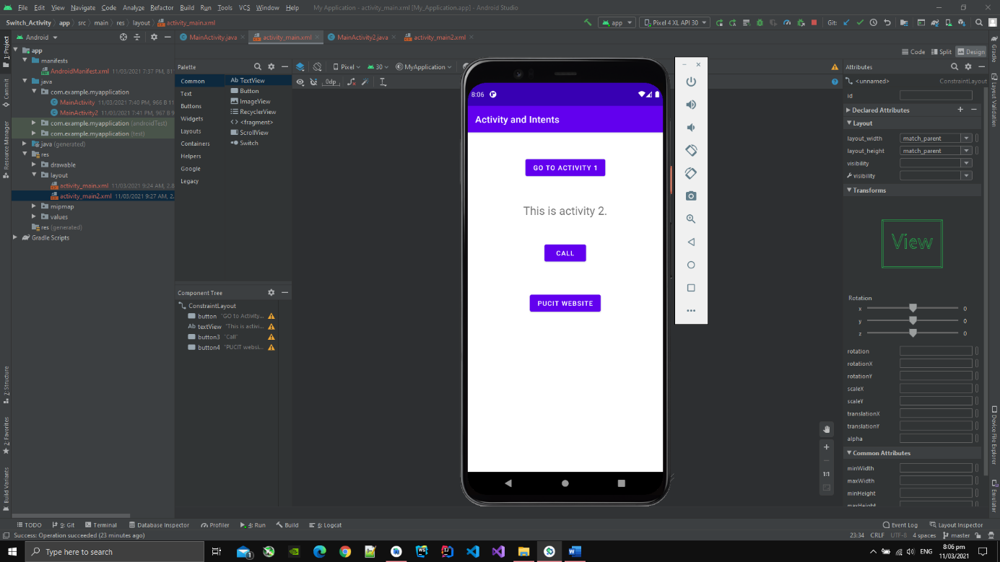 File Edit View Navigate Code Analyze Refactor Build Run Tools VCS Window Help My Application - activity_main.xml [My_Application.app] - Android Studio
Switch_Activity app src main res layout activity_main.xml
app Pixel 4 XL API 30 Git:
Android
MainActivity.java activity_main.xml MainActivity2.java activity_main2.xml
Code Split Design
1: Project
Commit
Resource Manager
Z: Structure
2: Favorites
Build Variants
app
manifests
AndroidManifest.xml 11/03/2021 7:37 PM, 81
java
com.example.myapplication
MainActivity 11/03/2021 7:40 PM, 966 B 11
MainActivity2 11/03/2021 7:41 PM, 967 B 9
com.example.myapplication (androidTest)
com.example.myapplication (test)
java (generated)
res
drawable
layout
activity_main.xml 11/03/2021 9:24 AM, 2.8
activity_main2.xml 11/03/2021 9:27 AM, 2.
mipmap
values
res (generated)
Gradle Scripts
Palette
Common
Text
Buttons
Widgets
Layouts
Containers
Helpers
Google
Legacy
Ab TextView
Button
ImageView
RecyclerView
<> <fragment>
ScrollView
Switch
Component Tree
ConstraintLayout
button "GO to Activity...
Ab textView "This is activi...
button3 "Call"
button4 "PUCIT websi...
Pixel 30 MyApplication
0dp
8:06
Activity and Intents
GO TO ACTIVITY 1
This is activity 2.
CALL
PUCIT WEBSITE
1:1
Attributes
<unnamed> ConstraintLayout
id
Declared Attributes
Layout
layout_width match_parent
layout_height match_parent
visibility
visibility
Transforms
View
Rotation
x 0
y 0
z 0
rotation
rotationX
rotationY
scaleX
scaleY
translationX
translationY
alpha
Common Attributes
minWidth
maxWidth
minHeight
maxHeight
Gradle
Layout Validation
Device File Explorer
Emulator
TODO 9: Git Terminal Database Inspector Profiler 4: Run Build 6: Logcat Event Log Layout Inspector
Success: Operation succeeded (23 minutes ago) 23:34 CRLF UTF-8 4 spaces master
Type here to search
1
WS
IJ
W
ENG
8:06 pm
11/03/2021